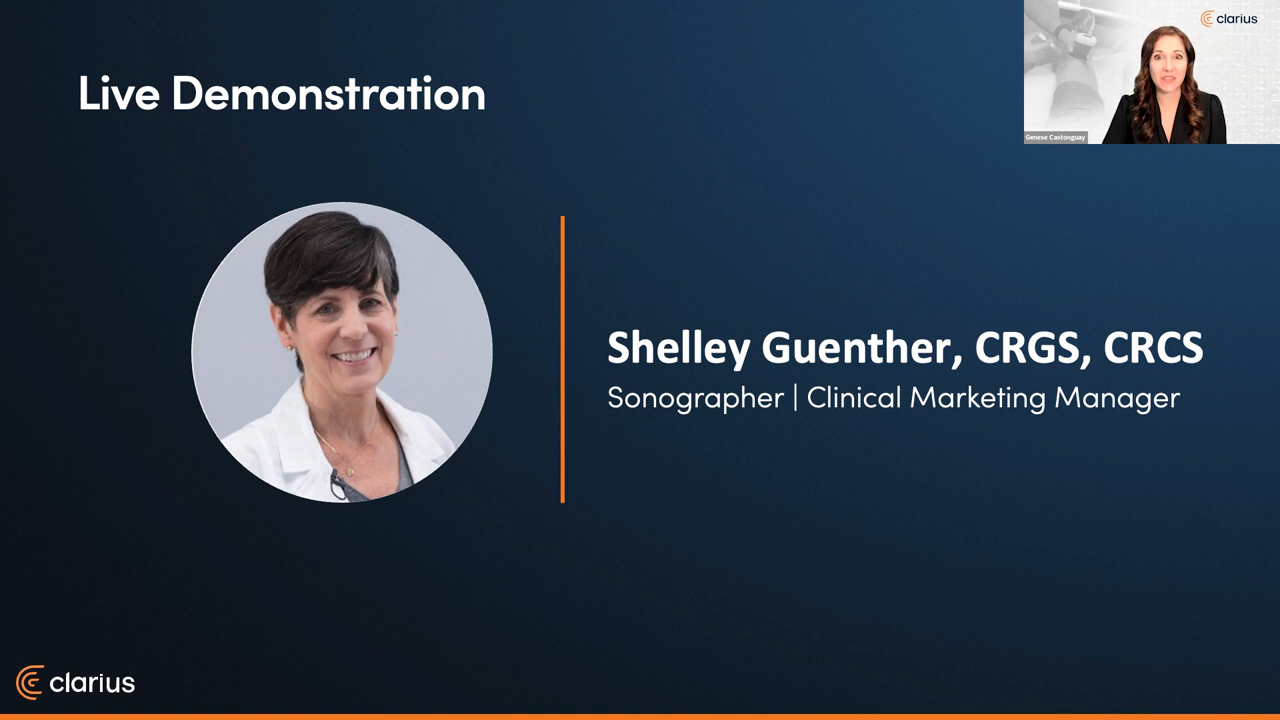 clarius
Live Demonstration
Genese Castonguay
Shelley Guenther, CRGS, CRCS
Sonographer | Clinical Marketing Manager
clarius